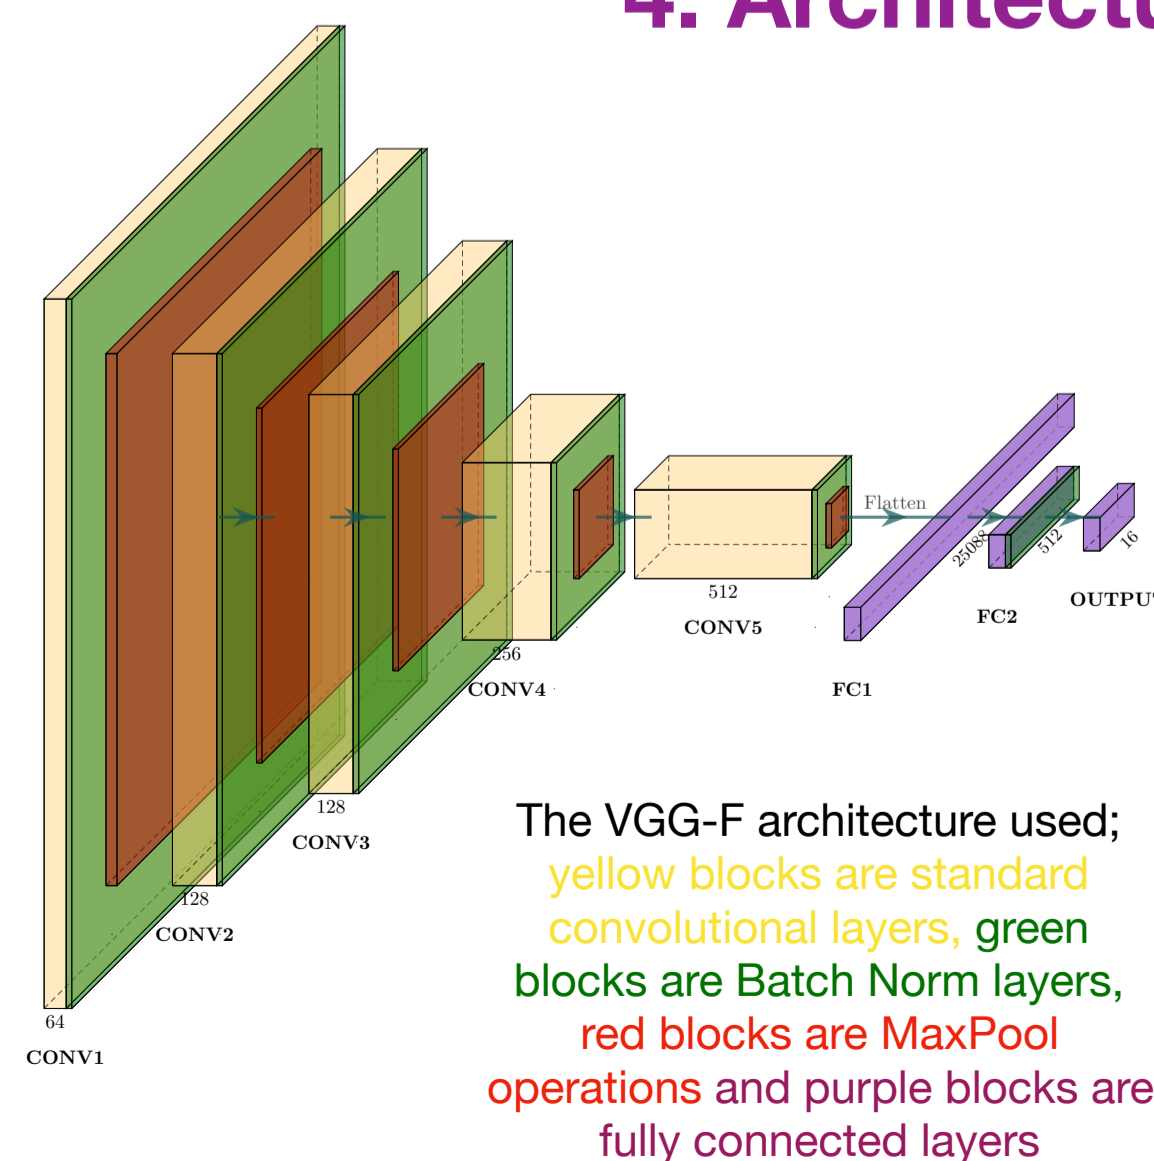 4. Architectu
Flatten
25088
512
16
OUTPUT
FC2
512
CONV5
FC1
256
CONV4
128
CONV3
128
CONV2
64
CONV1
The VGG-F architecture used;
yellow blocks are standard
convolutional layers, green
blocks are Batch Norm layers,
red blocks are MaxPool
operations and purple blocks are
fully connected layers